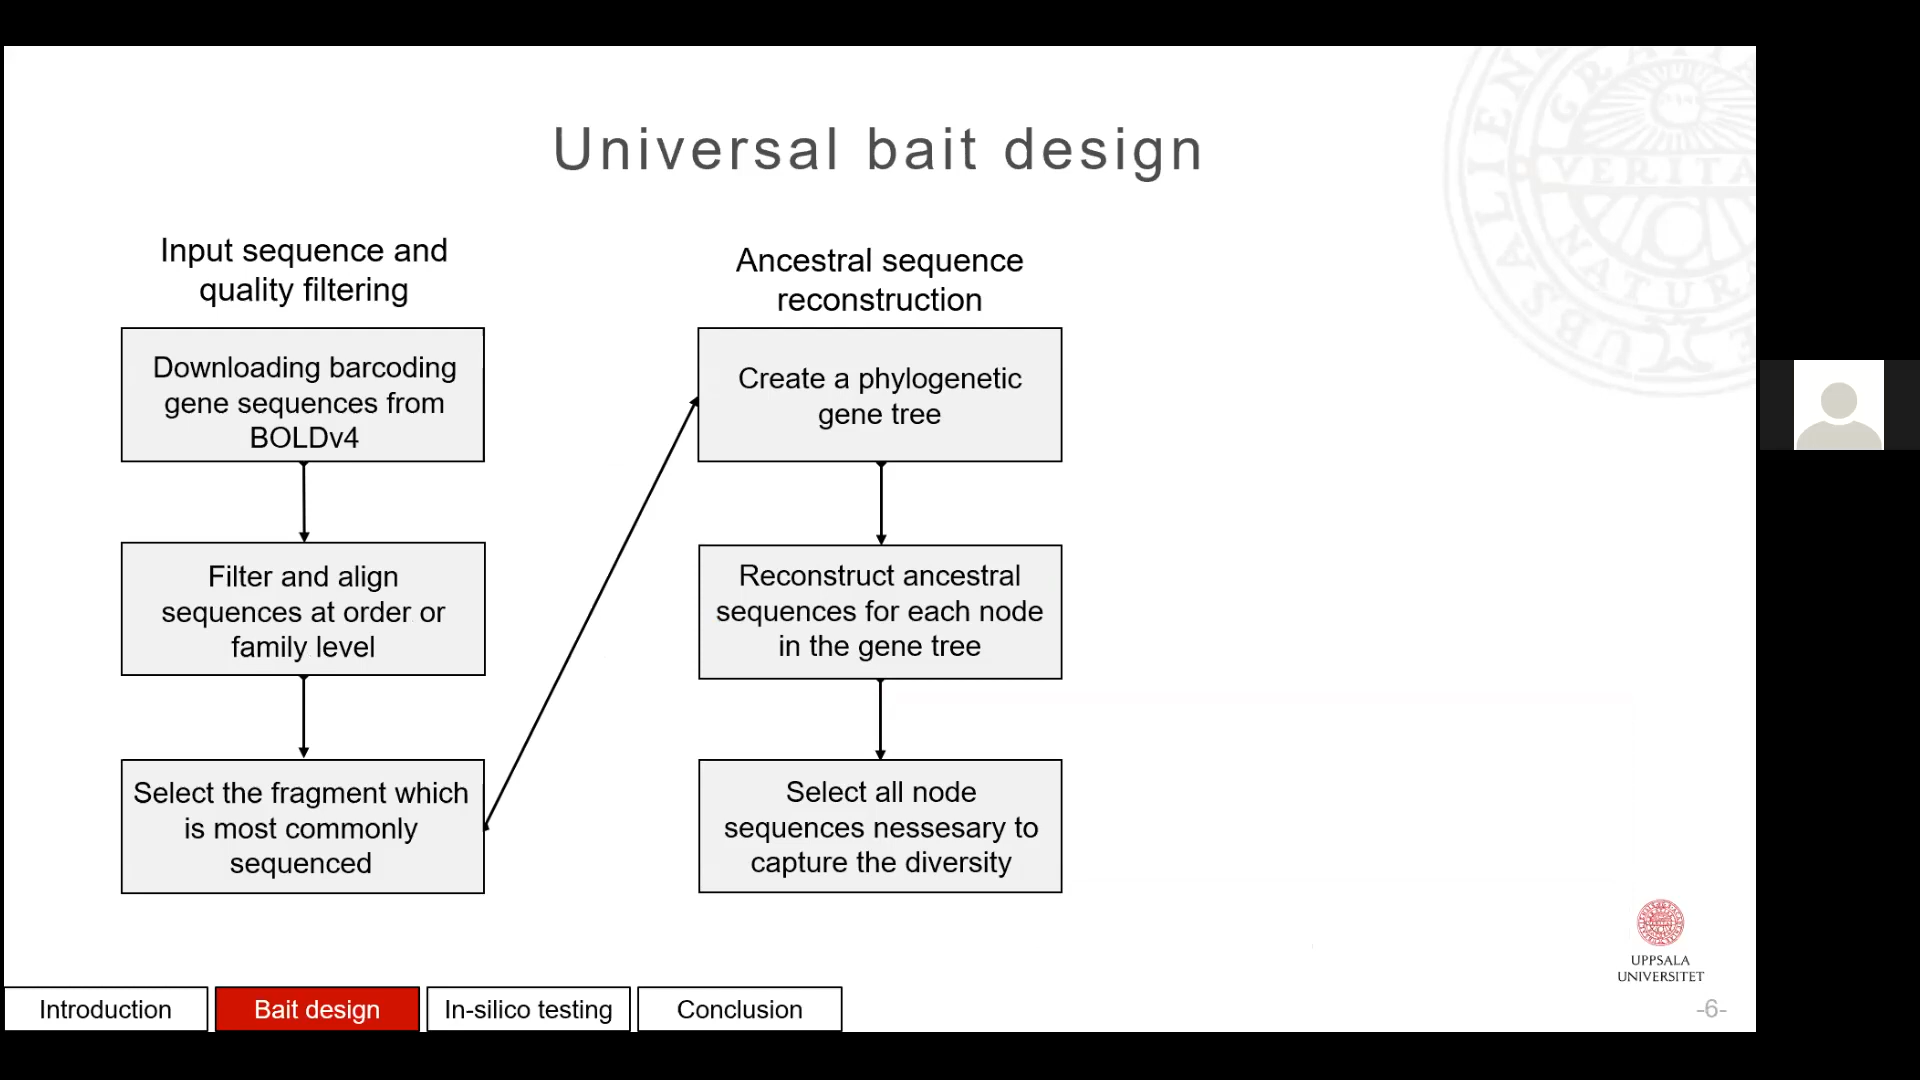 Universal bait design
Input sequence and
quality filtering
Downloading barcoding
gene sequences from
BOLDv4
Filter and align
sequences at order or
family level
Select the fragment which
is most commonly
sequenced
Ancestral sequence
reconstruction
Create a phylogenetic
gene tree
Reconstruct ancestral
sequences for each node
in the gene tree
Select all node
sequences nessesary to
capture the diversity
VERITA
UPPSALA
UNIVERSITET
Introduction
Bait design
In-silico testing
Conclusion
-6-